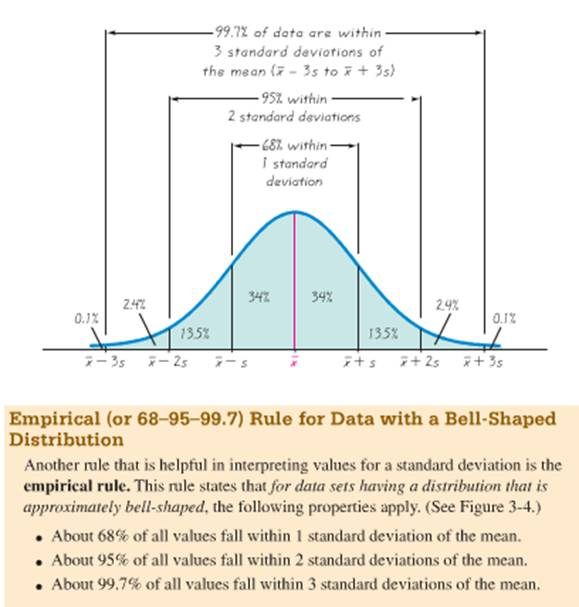 99.7% of data are within
3 standard deviations of
the mean (x̄ − 3s to x̄ + 3s)
95% within
2 standard deviations
68% within
1 standard
deviation
34% 34%
2.4% 2.4%
0.1% 0.1%
13.5% 13.5%
x̄ − 3s x̄ − 2s x̄ − s x̄ x̄ + s x̄ + 2s x̄ + 3s
Empirical (or 68–95–99.7) Rule for Data with a Bell-Shaped
Distribution
Another rule that is helpful in interpreting values for a standard deviation is the
empirical rule. This rule states that for data sets having a distribution that is
approximately bell-shaped, the following properties apply. (See Figure 3-4.)
• About 68% of all values fall within 1 standard deviation of the mean.
• About 95% of all values fall within 2 standard deviations of the mean.
• About 99.7% of all values fall within 3 standard deviations of the mean.